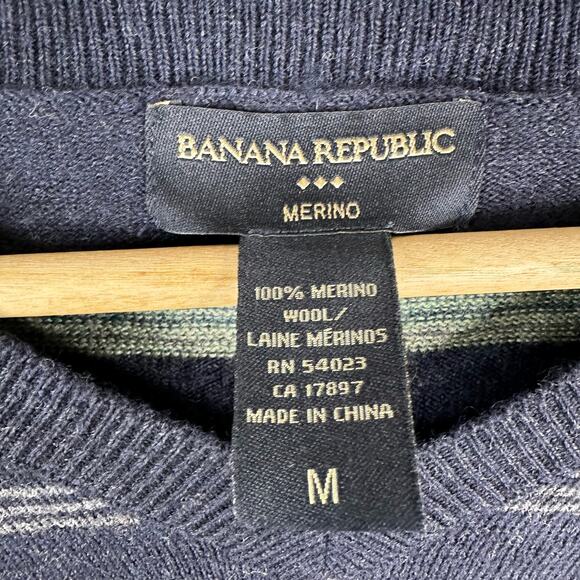 BANANA REPUBLIC
MERINO
100% MERINO
WOOL/
LAINE MÉRINOS
RN 54023
CA 17897
MADE IN CHINA
M